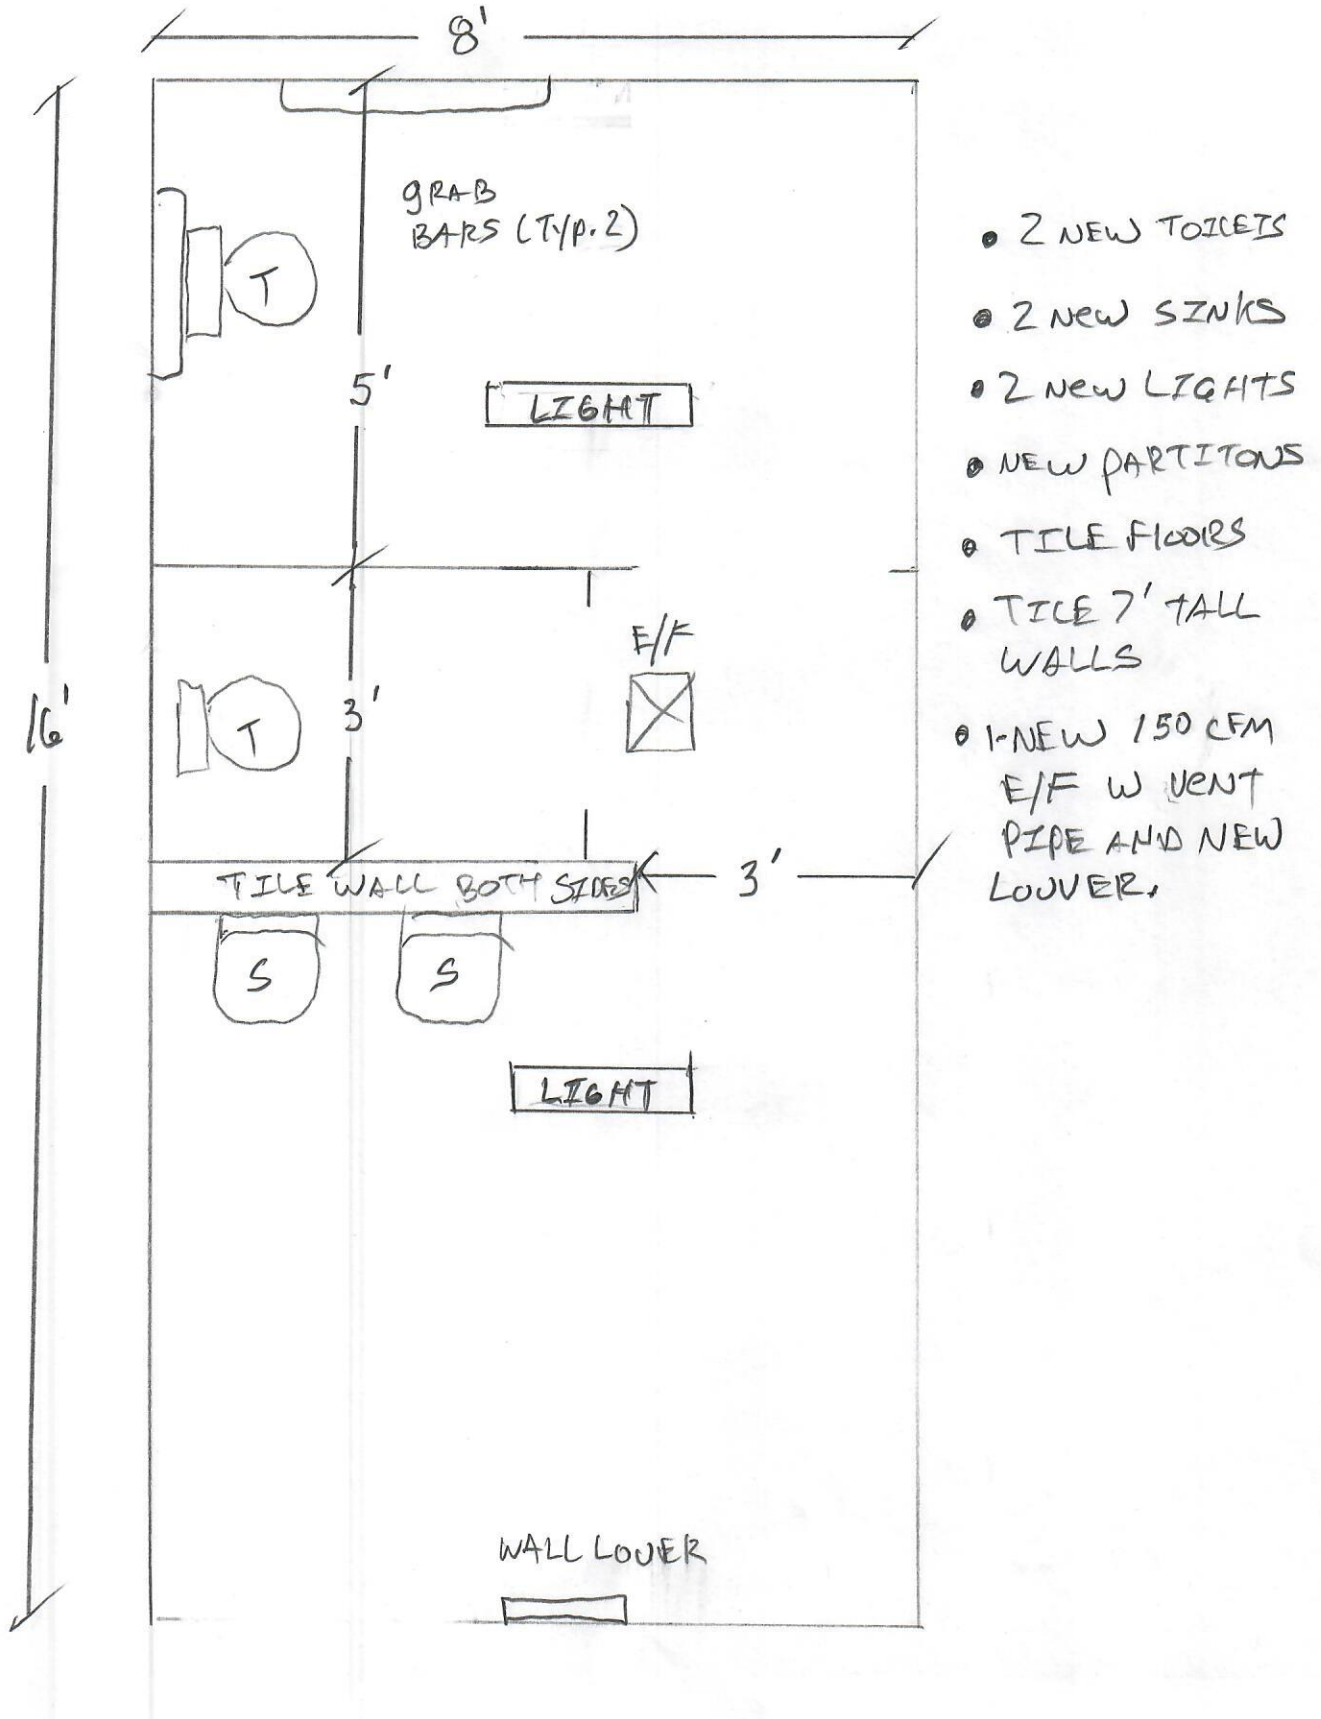 8'
GRAB
BARS (TYP.2)
T
5'
LIGHT
E/F
16'
3'
T
TILE WALL BOTH SIDES
3'
S
S
LIGHT
WALL LOUVER
• 2 NEW TOILETS
• 2 NEW SINKS
• 2 NEW LIGHTS
• NEW PARTITONS
• TILE FLOORS
• TILE 7' TALL
WALLS
• 1-NEW 150 CFM
E/F W VENT
PIPE AND NEW
LOUVER.